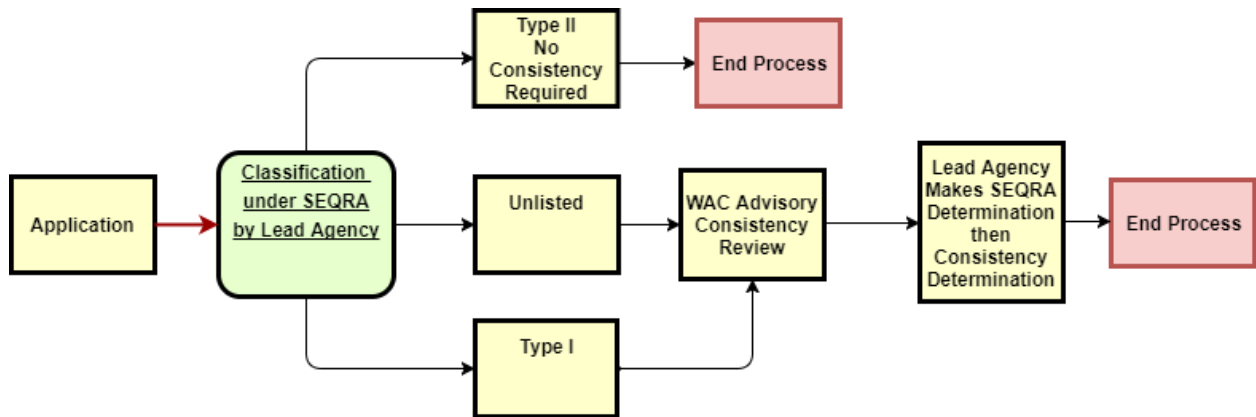 Type II
No
Consistency
Required
End Process
Application
Classification
under SEQRA
by Lead Agency
Unlisted
WAC Advisory
Consistency
Review
Lead Agency
Makes SEQRA
Determination
then
Consistency
Determination
End Process
Type I